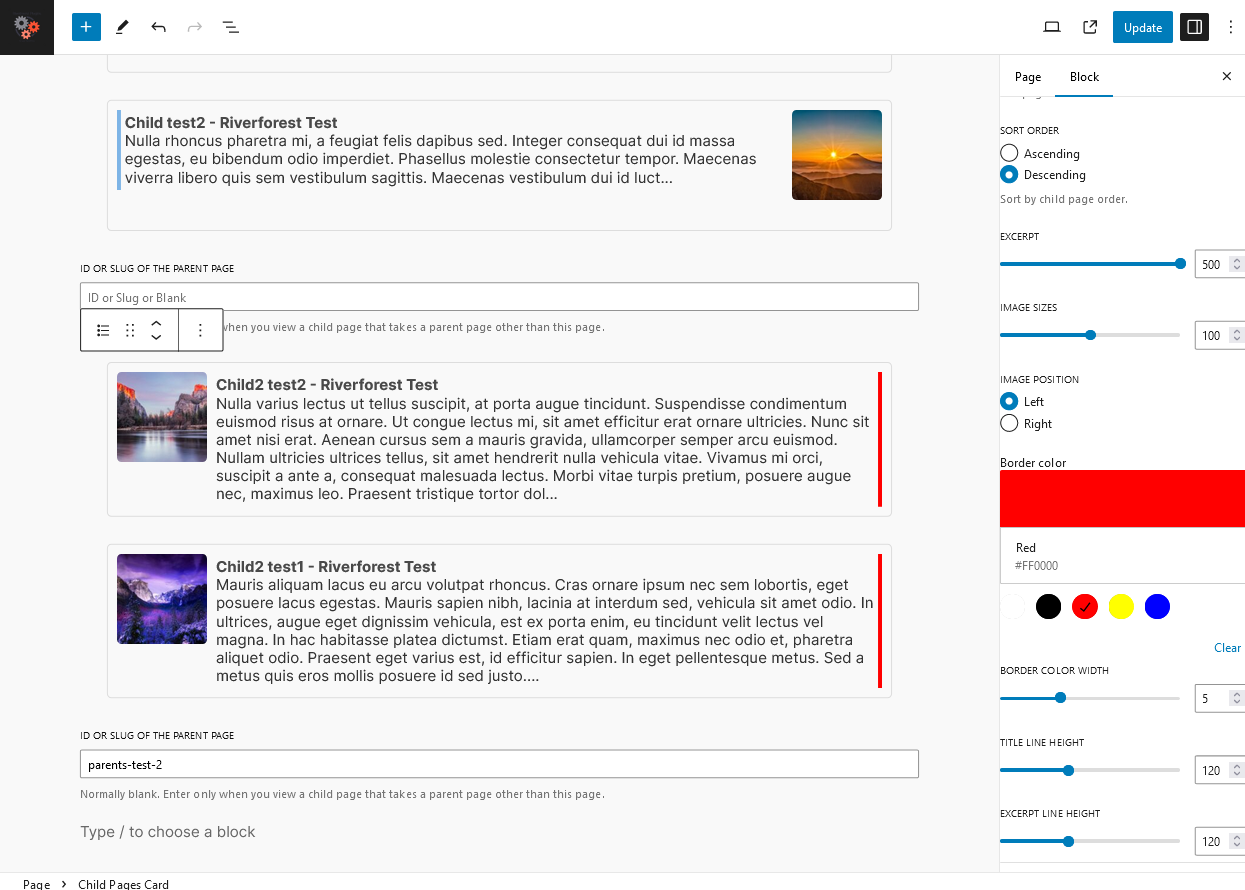 Update
Child test2 - Riverforest Test
Nulla rhoncus pharetra mi, a feugiat felis dapibus sed. Integer consequat dui id massa
egestas, eu bibendum odio imperdiet. Phasellus molestie consectetur tempor. Maecenas
viverra libero quis sem vestibulum sagittis. Maecenas vestibulum dui id luct...
ID OR SLUG OF THE PARENT PAGE
ID or Slug or Blank
when you view a child page that takes a parent page other than this page.
Child2 test2 - Riverforest Test
Nulla varius lectus ut tellus suscipit, at porta augue tincidunt. Suspendisse condimentum
euismod risus at ornare. Ut congue lectus mi, sit amet efficitur erat ornare ultricies. Nunc sit
amet nisi erat. Aenean cursus sem a mauris gravida, ullamcorper semper arcu euismod.
Nullam ultricies ultrices tellus, sit amet hendrerit nulla vehicula vitae. Vivamus mi orci,
suscipit a ante a, consequat malesuada lectus. Morbi vitae turpis pretium, posuere augue
nec, maximus leo. Praesent tristique tortor dol...
Child2 test1 - Riverforest Test
Mauris aliquam lacus eu arcu volutpat rhoncus. Cras ornare ipsum nec sem lobortis, eget
posuere lacus egestas. Mauris sapien nibh, lacinia at interdum sed, vehicula sit amet odio. In
ultrices, augue eget dignissim vehicula, est ex porta enim, eu tincidunt velit lectus vel
magna. In hac habitasse platea dictumst. Etiam erat quam, maximus nec odio et, pharetra
aliquet odio. Praesent eget varius est, id efficitur sapien. In eget pellentesque metus. Sed a
metus quis eros mollis posuere id sed justo....
ID OR SLUG OF THE PARENT PAGE
parents-test-2
Normally blank. Enter only when you view a child page that takes a parent page other than this page.
Type / to choose a block
Page
Block
SORT ORDER
Ascending
Descending
Sort by child page order.
EXCERPT
500
IMAGE SIZES
100
IMAGE POSITION
Left
Right
Border color
Red
#FF0000
Clear
BORDER COLOR WIDTH
5
TITLE LINE HEIGHT
120
EXCERPT LINE HEIGHT
120
Page > Child Pages Card